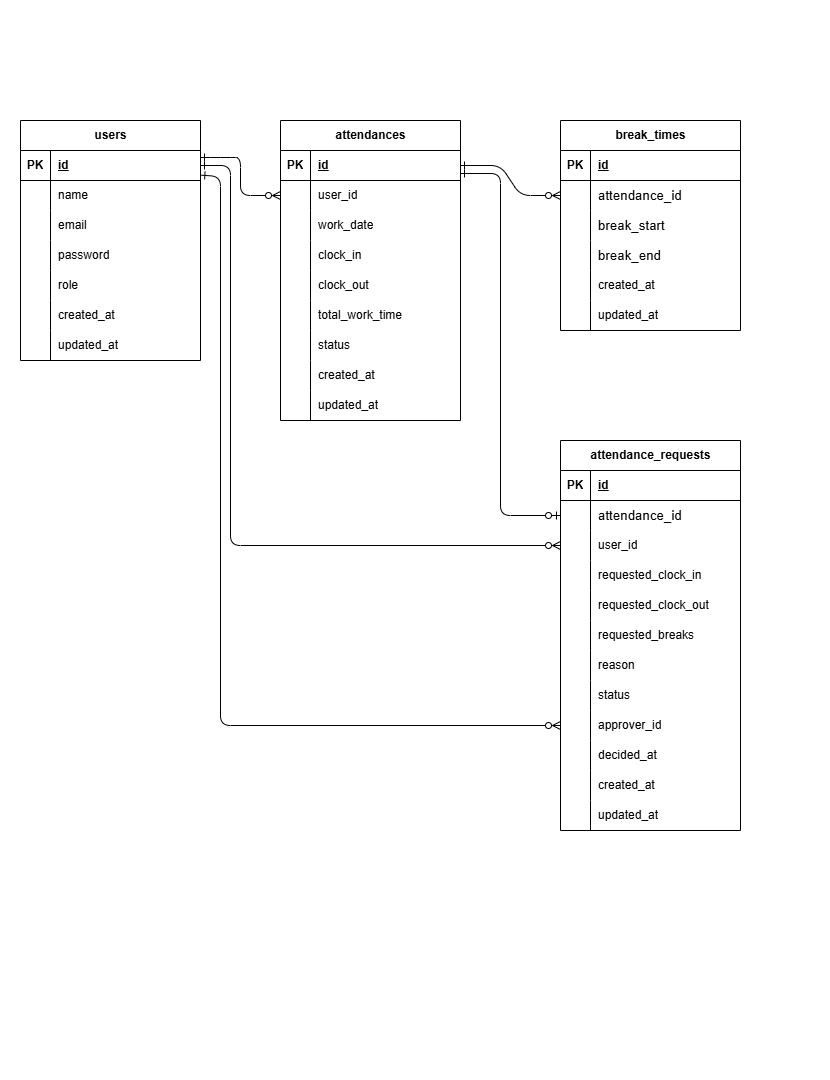 users
PK id
name
email
password
role
created_at
updated_at
attendances
PK id
user_id
work_date
clock_in
clock_out
total_work_time
status
created_at
updated_at
break_times
PK id
attendance_id
break_start
break_end
created_at
updated_at
attendance_requests
PK id
attendance_id
user_id
requested_clock_in
requested_clock_out
requested_breaks
reason
status
approver_id
decided_at
created_at
updated_at